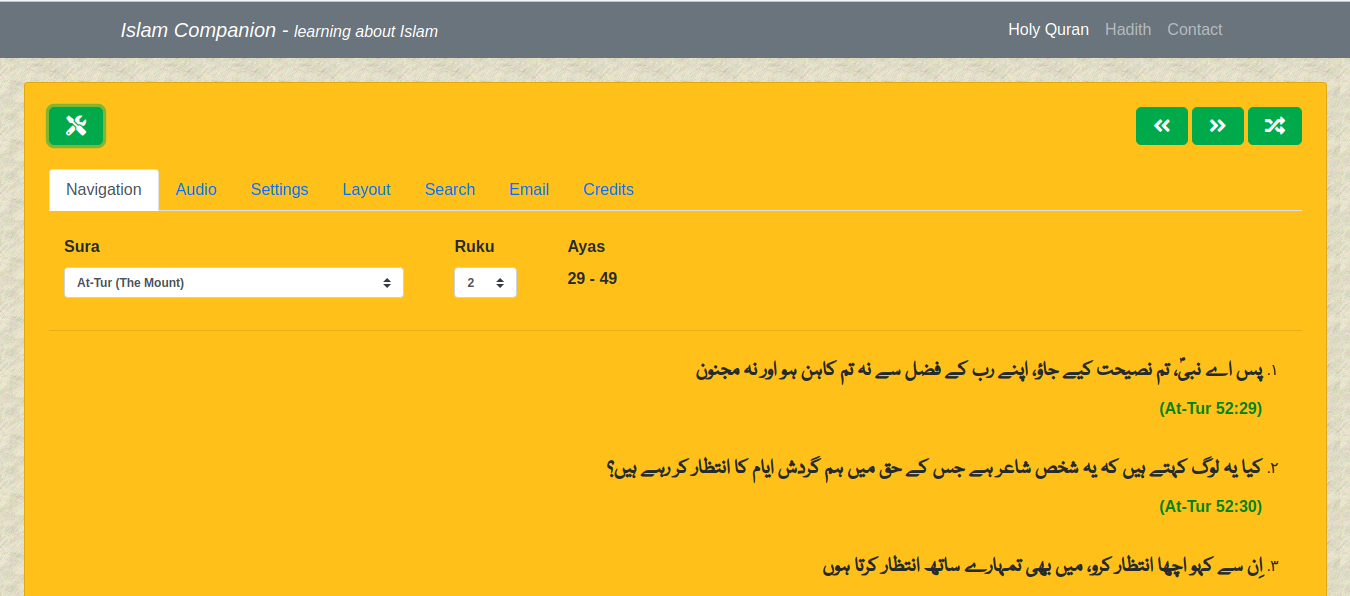 Islam Companion - learning about Islam
Holy Quran Hadith Contact
Navigation Audio Settings Layout Search Email Credits
Sura Ruku Ayas
At-Tur (The Mount) 2 29 - 49
۱. پس اے نبیؐ، تم نصیحت کیے جاؤ، اپنے رب کے فضل سے نہ تم کاہن ہو اور نہ مجنون
(At-Tur 52:29)
۲. کیا یہ لوگ کہتے ہیں کہ یہ شخص شاعر ہے جس کے حق میں ہم گردش ایام کا انتظار کر رہے ہیں؟
(At-Tur 52:30)
۳. اِن سے کہو اچھا انتظار کرو، میں بھی تمہارے ساتھ انتظار کرتا ہوں